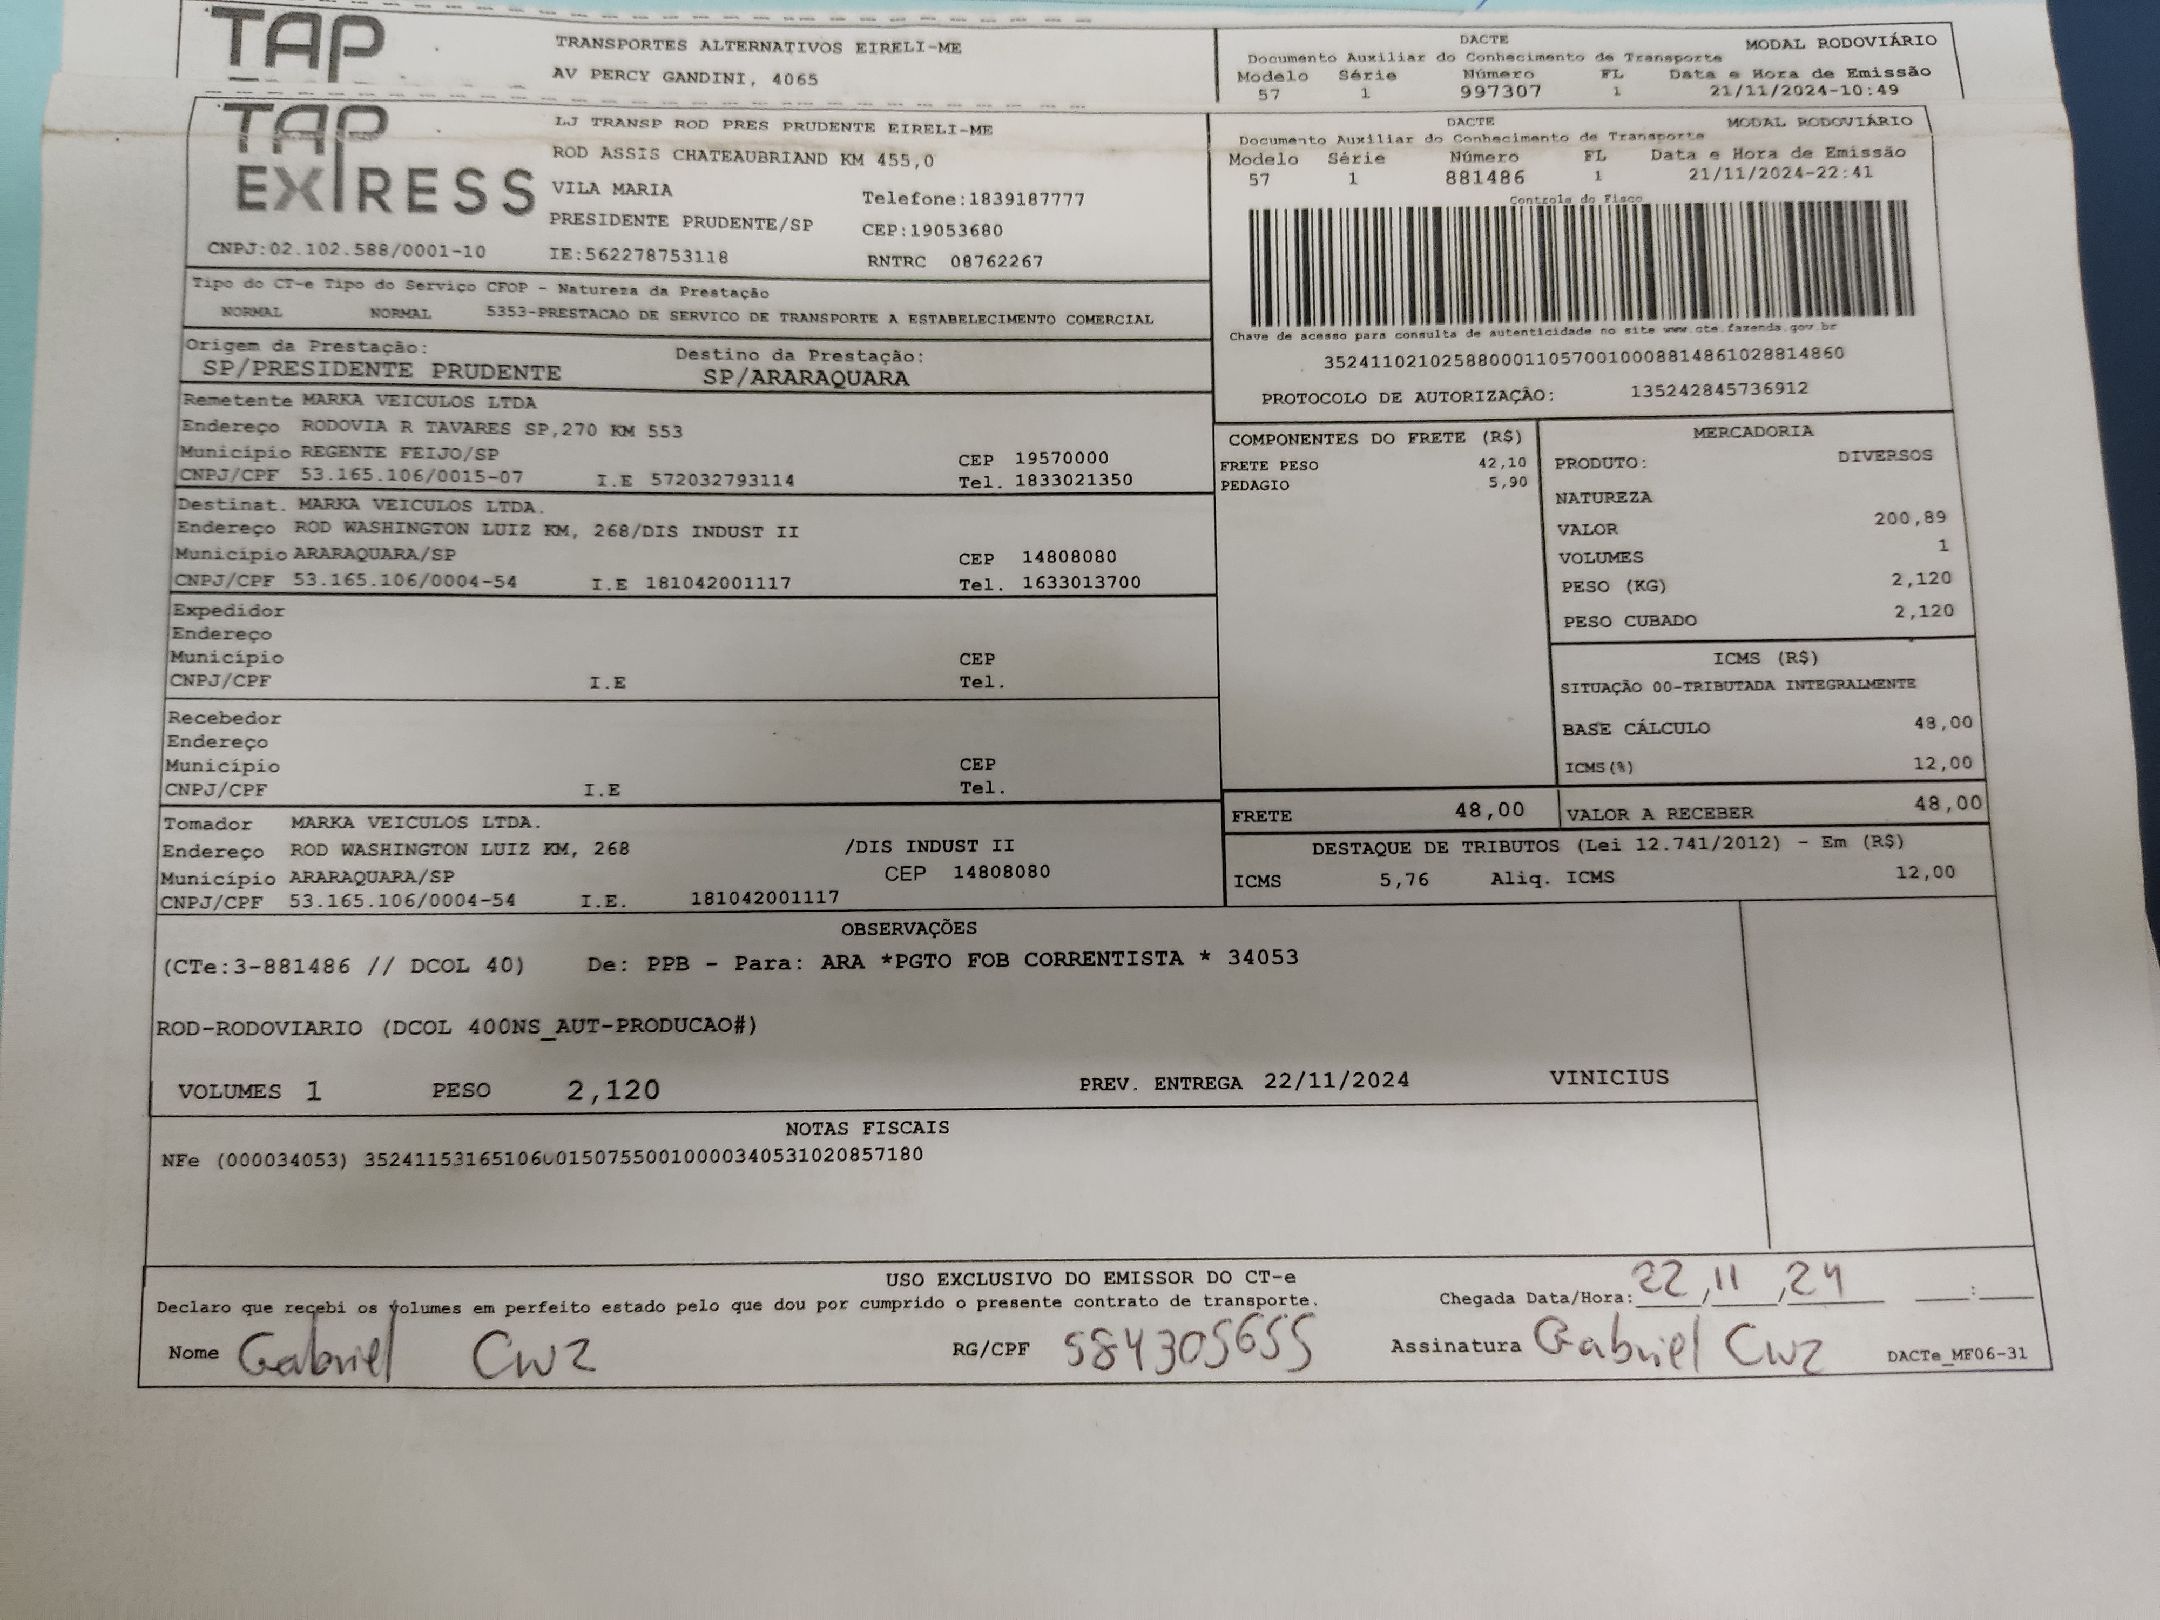 TAP
TRANSPORTES ALTERNATIVOS EIRELI-ME
AV PERCY GANDINI, 4065
DACTE MODAL RODOVIÁRIO
Documento Auxiliar do Conhecimento de Transporte
Modelo Série Número FL Data e Hora de Emissão
57 1 997307 1 21/11/2024-10:49
TAP EXPRESS
LJ TRANSP ROD PRES PRUDENTE EIRELI-ME
ROD ASSIS CHATEAUBRIAND KM 455,0
VILA MARIA Telefone:1839187777
PRESIDENTE PRUDENTE/SP CEP:19053680
CNPJ:02.102.588/0001-10 IE:562278753118 RNTRC 08762267
DACTE MODAL RODOVIÁRIO
Documento Auxiliar do Conhecimento de Transporte
Modelo Série Número FL Data e Hora de Emissão
57 1 881486 1 21/11/2024-22:41
Controle do Fisco
Chave de acesso para consulta de autenticidade no site www.cte.fazenda.gov.br
35241102102588000110570010008814861028814860
PROTOCOLO DE AUTORIZAÇÃO: 135242845736912
Tipo do CT-e Tipo do Serviço CFOP - Natureza da Prestação
NORMAL NORMAL 5353-PRESTACAO DE SERVICO DE TRANSPORTE A ESTABELECIMENTO COMERCIAL
Origem da Prestação: Destino da Prestação:
SP/PRESIDENTE PRUDENTE SP/ARARAQUARA
Remetente MARKA VEICULOS LTDA
Endereço RODOVIA R TAVARES SP,270 KM 553
Município REGENTE FEIJO/SP CEP 19570000
CNPJ/CPF 53.165.106/0015-07 I.E 572032793114 Tel. 1833021350
Destinat. MARKA VEICULOS LTDA.
Endereço ROD WASHINGTON LUIZ KM, 268/DIS INDUST II
Município ARARAQUARA/SP CEP 14808080
CNPJ/CPF 53.165.106/0004-54 I.E 181042001117 Tel. 1633013700
Expedidor
Endereço
Município CEP
CNPJ/CPF I.E Tel.
Recebedor
Endereço
Município CEP
CNPJ/CPF I.E Tel.
Tomador MARKA VEICULOS LTDA.
Endereço ROD WASHINGTON LUIZ KM, 268 /DIS INDUST II
Município ARARAQUARA/SP CEP 14808080
CNPJ/CPF 53.165.106/0004-54 I.E. 181042001117
COMPONENTES DO FRETE (R$)
FRETE PESO 42,10
PEDAGIO 5,90
MERCADORIA
PRODUTO: DIVERSOS
NATUREZA
VALOR 200,89
VOLUMES 1
PESO (KG) 2,120
PESO CUBADO 2,120
ICMS (R$)
SITUAÇÃO 00-TRIBUTADA INTEGRALMENTE
BASE CÁLCULO 48,00
ICMS(%) 12,00
FRETE 48,00 VALOR A RECEBER 48,00
DESTAQUE DE TRIBUTOS (Lei 12.741/2012) - Em (R$)
ICMS 5,76 Aliq. ICMS 12,00
OBSERVAÇÕES
(CTe:3-881486 // DCOL 40) De: PPB - Para: ARA *PGTO FOB CORRENTISTA * 34053
ROD-RODOVIARIO (DCOL 400NS_AUT-PRODUCAO#)
VOLUMES 1 PESO 2,120 PREV. ENTREGA 22/11/2024 VINICIUS
NOTAS FISCAIS
NFe (000034053) 35241153165106001507550010000340531020857180
USO EXCLUSIVO DO EMISSOR DO CT-e
Declaro que recebi os volumes em perfeito estado pelo que dou por cumprido o presente contrato de transporte. Chegada Data/Hora: 22,11,24 :
Nome Gabriel Cruz RG/CPF 584305655 Assinatura Gabriel Cruz DACTe_MF06-31